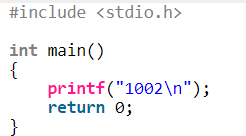 #include <stdio.h>
int main()
{
    printf("1002\n");
    return 0;
}